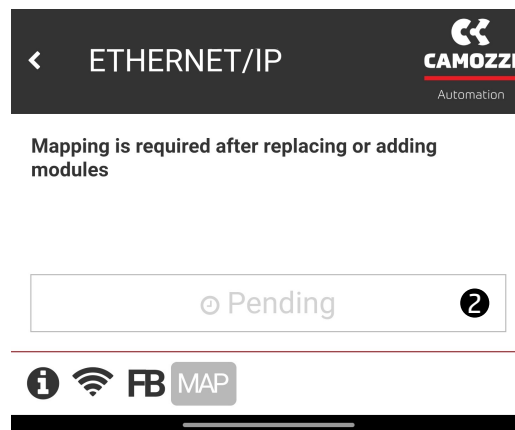 ETHERNET/IP
CAMOZZI
Automation
Mapping is required after replacing or adding
modules
Pending
2
FB MAP